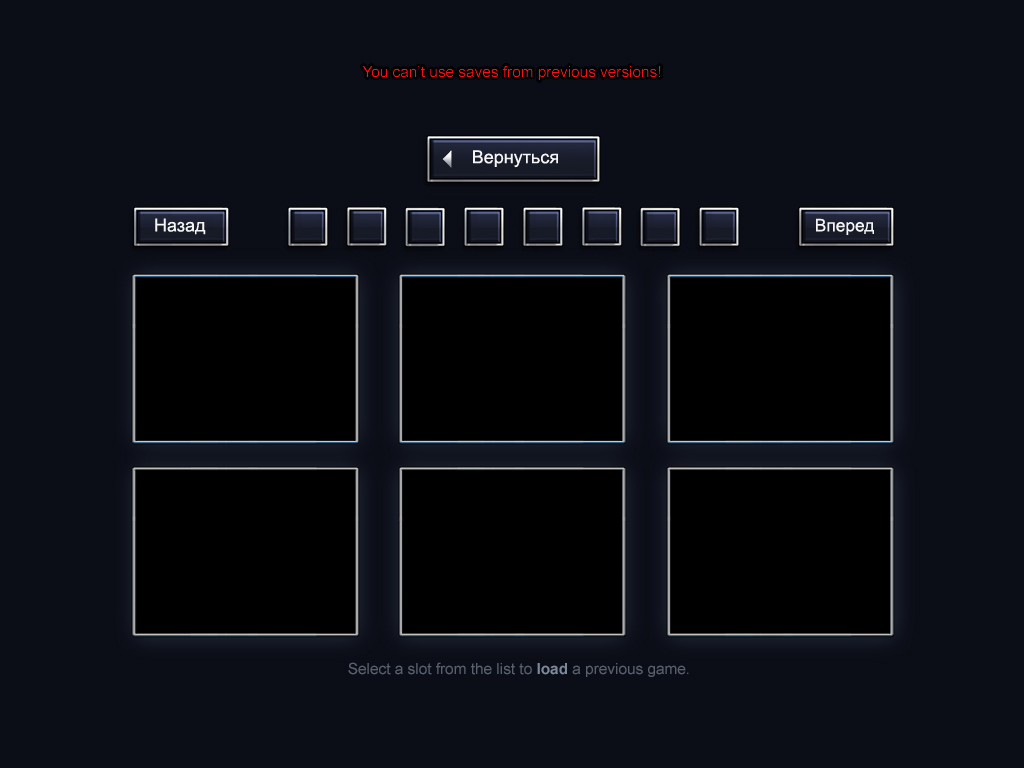 You can't use saves from previous versions!
Вернуться
Назад
Вперед
Select a slot from the list to load a previous game.